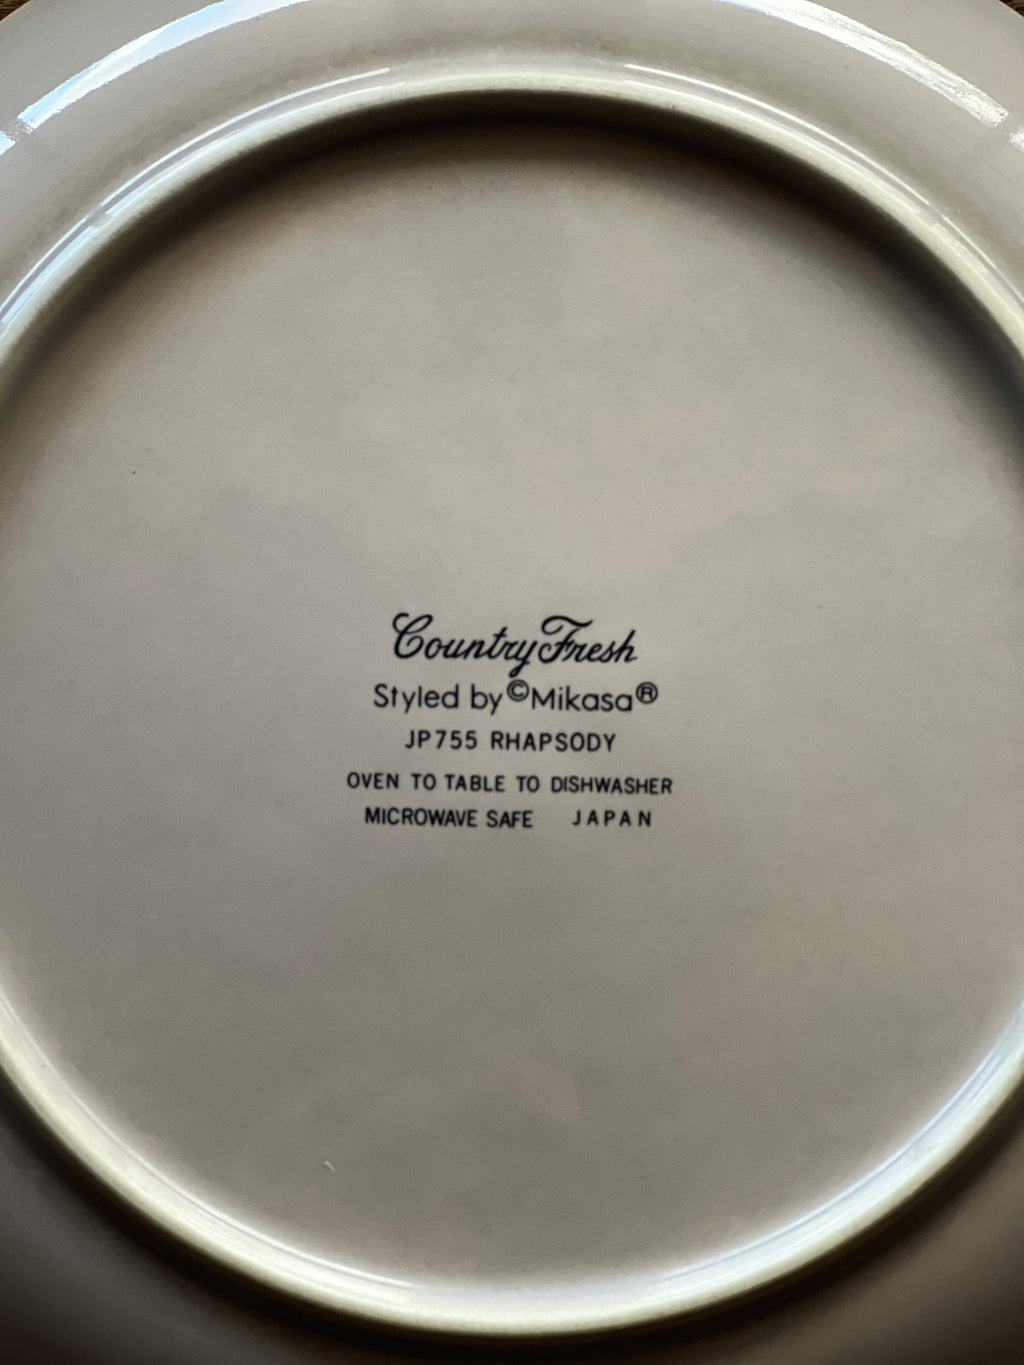 Country Fresh
Styled by © Mikasa®
JP755 RHAPSODY
OVEN TO TABLE TO DISHWASHER
MICROWAVE SAFE JAPAN